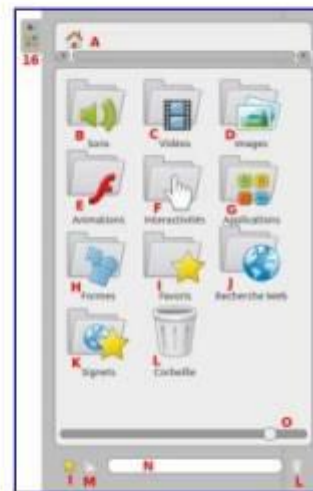 A
16
B C D
Sons Vidéos Images
E F G
Animations Interactivités Applications
H I J
Formes Favoris Recherche Web
K L
Signets Corbeille
O
N
I M L